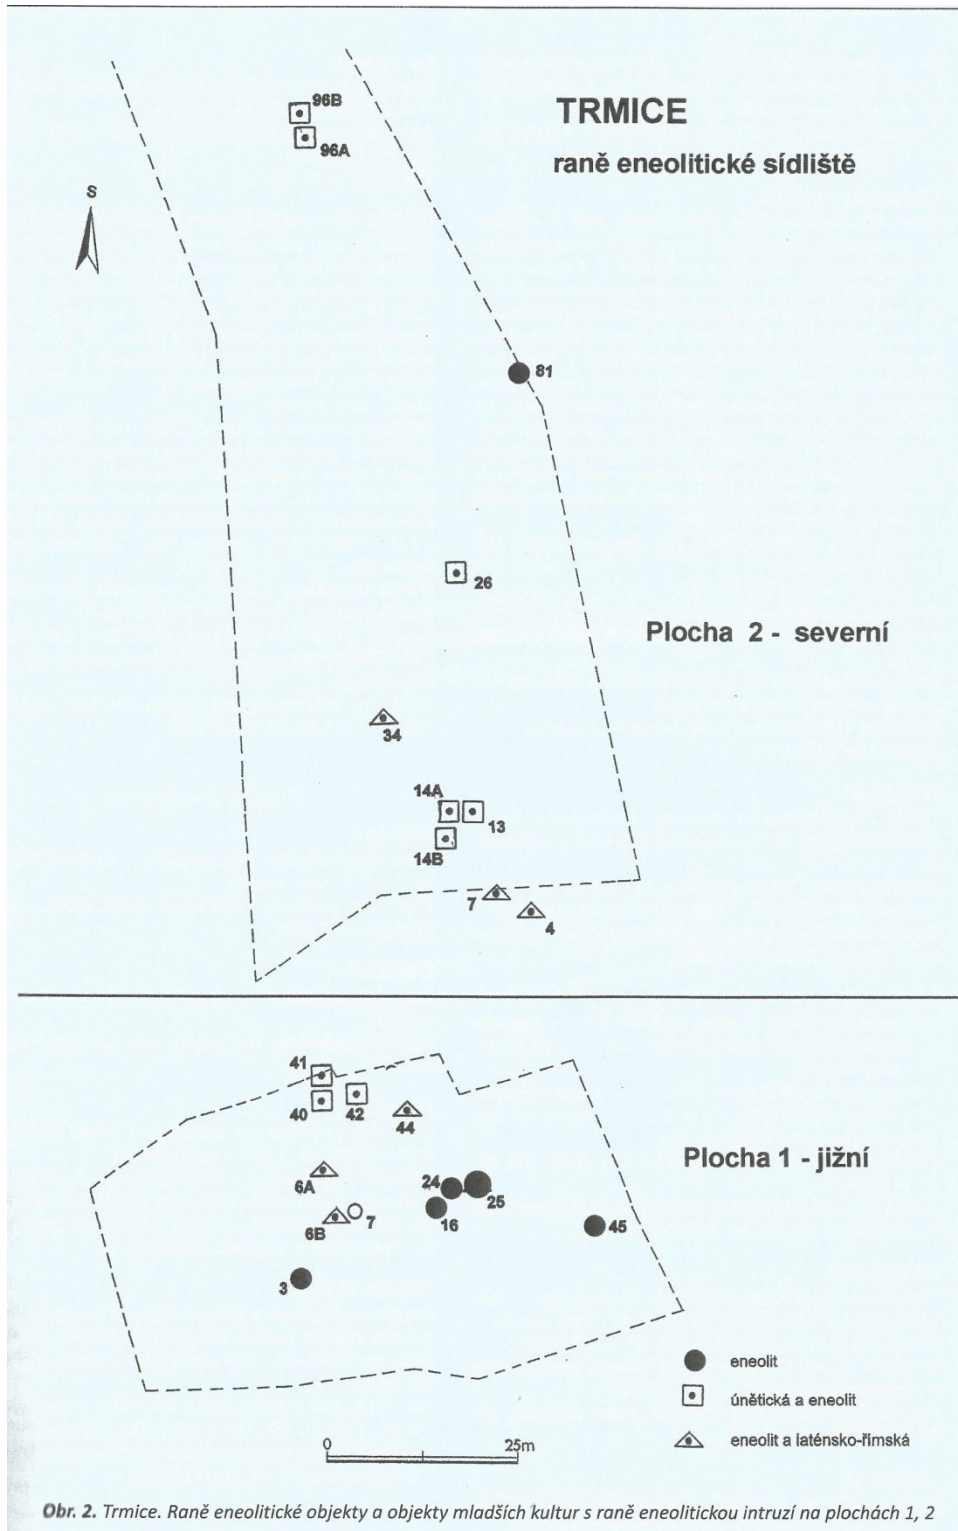 96B
96A
TRMICE
raně eneolitické sídliště
S
81
26
Plocha 2 - severní
34
14A
13
14B
7
4
41
40
42
44
Plocha 1 - jižní
6A
24
25
16
6B
7
45
3
eneolit
únětická a eneolit
0 25m
eneolit a laténsko-římská
Obr. 2. Trmice. Raně eneolitické objekty a objekty mladších kultur s raně eneolitickou intruzí na plochách 1, 2